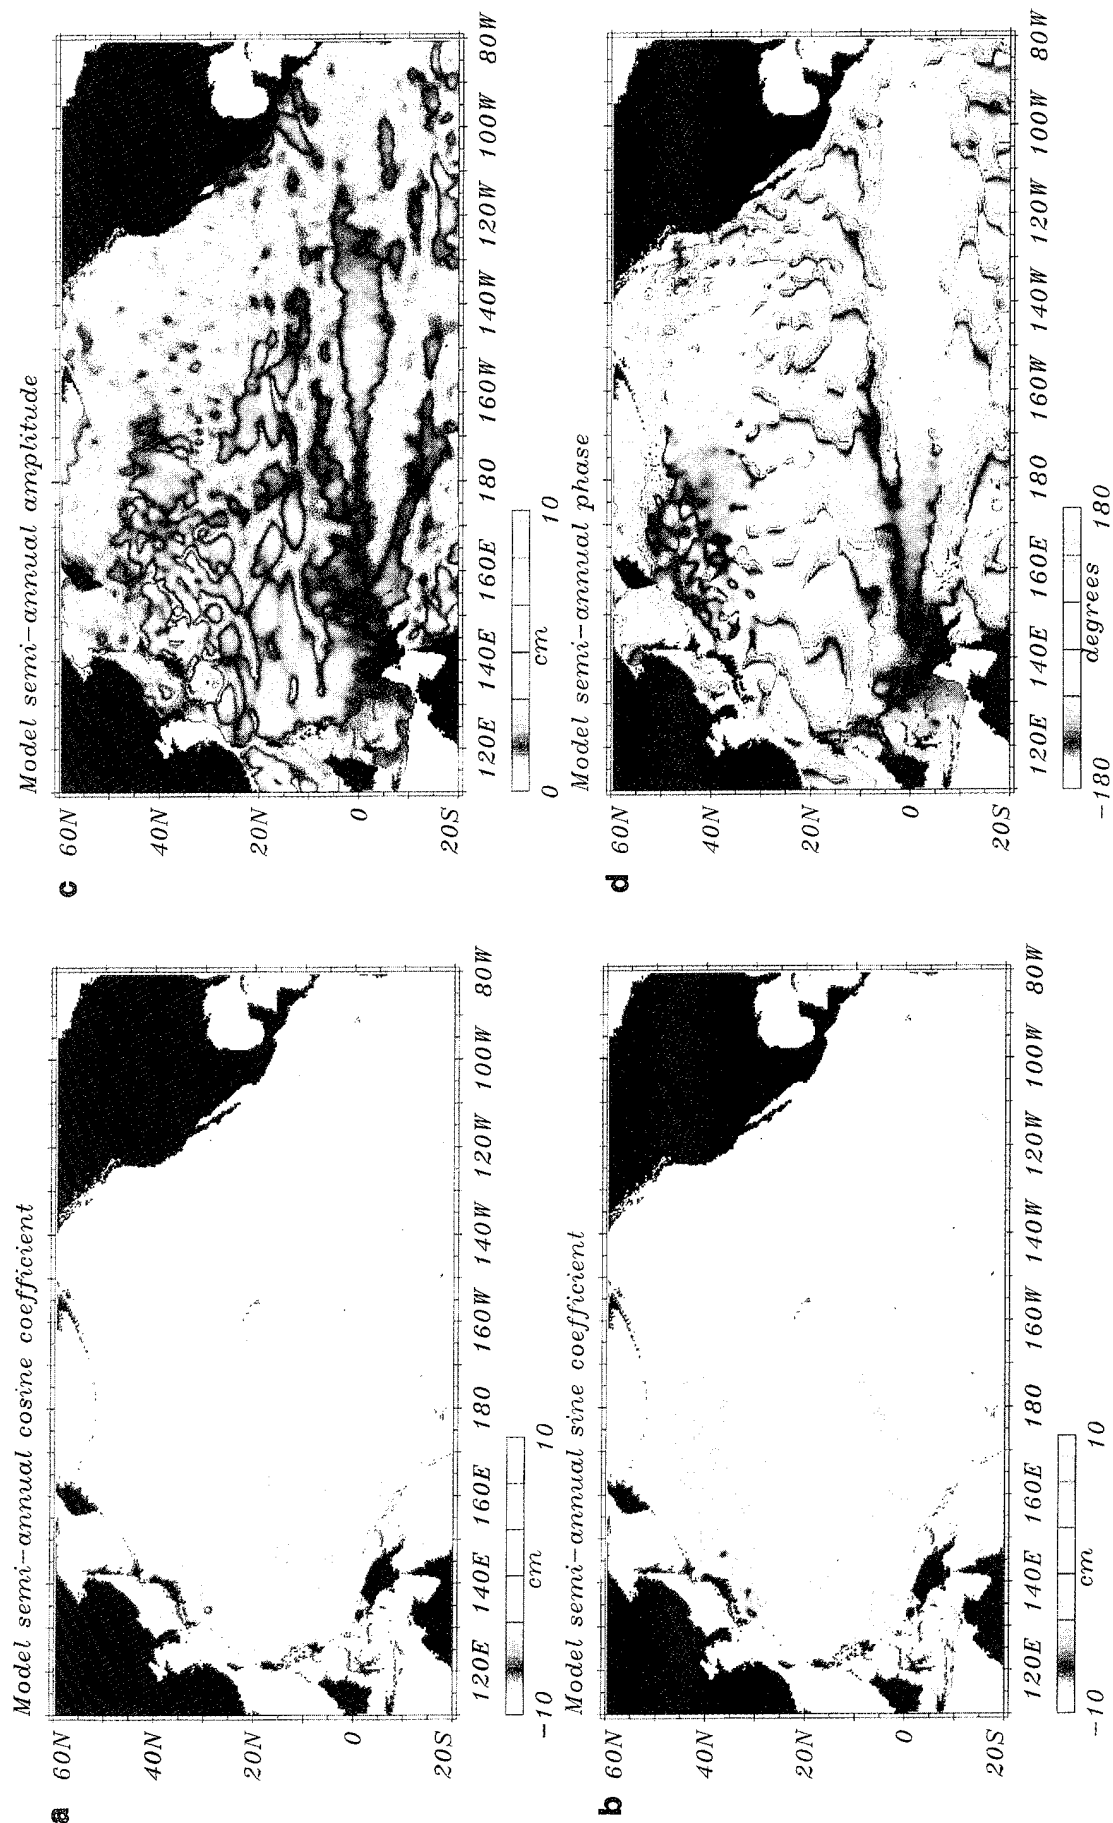 a
Model semi-annual cosine coefficient
60N
40N
20N
0
20S
120E 140E 160E 180 160W 140W 120W 100W 80W
-10 cm 10
b
Model semi-annual sine coefficient
60N
40N
20N
0
20S
120E 140E 160E 180 160W 140W 120W 100W 80W
-10 cm 10
c
Model semi-annual amplitude
60N
40N
20N
0
20S
120E 140E 160E 180 160W 140W 120W 100W 80W
0 cm 10
d
Model semi-annual phase
60N
40N
20N
0
20S
120E 140E 160E 180 160W 140W 120W 100W 80W
-180 degrees 180